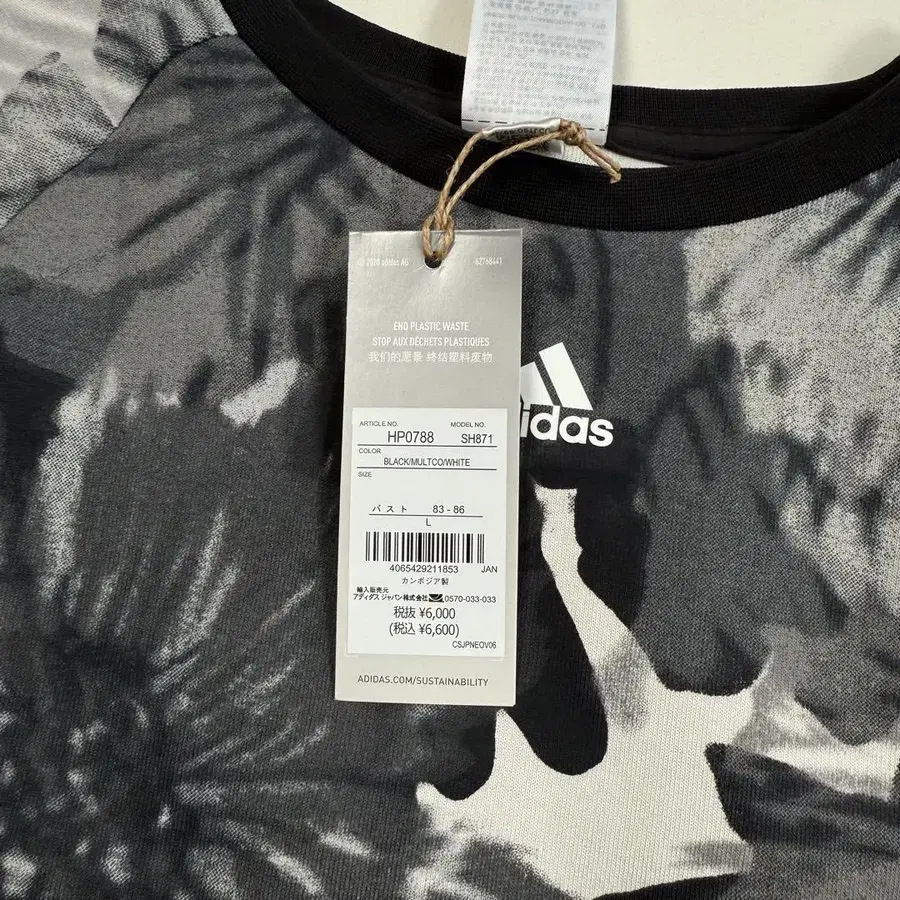 © 2020 adidas AG 62768441
END PLASTIC WASTE
STOP AUX DÉCHETS PLASTIQUES
我们的愿景 终结塑料废物
ARTICLE NO. MODEL NO.
HP0788 SH871
COLOR
BLACK/MULTCO/WHITE
SIZE
バスト 83 - 86
L
4065429211853 JAN
カンボジア製
輸入販売元
アディダス ジャパン株式会社 0570-033-033
税抜 ¥6,000
(税込 ¥6,600)
CSJPNEOV06
ADIDAS.COM/SUSTAINABILITY
adidas